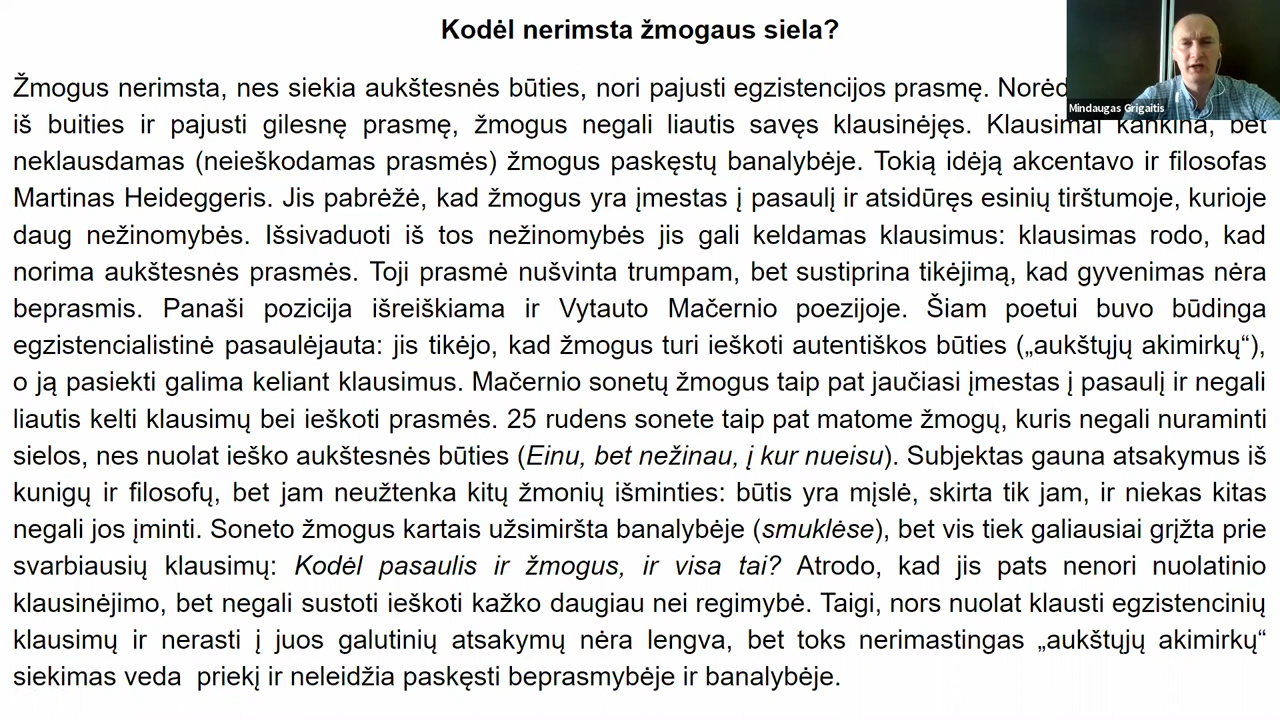 Kodėl nerimsta žmogaus siela?
Žmogus nerimsta, nes siekia aukštesnės būties, nori pajusti egzistencijos prasmę.
Mindaugas Grigaitis
iš buities ir pajusti gilesnę prasmę, žmogus negali liautis savęs klausinėjęs. Klausimai kankina, bet
neklausdamas (neieškodamas prasmės) žmogus paskęstų banalybėje. Tokią idėją akcentavo ir filosofas
Martinas Heideggeris. Jis pabrėžė, kad žmogus yra įmestas į pasaulį ir atsidūręs esinių tirštumoje, kurioje
daug nežinomybės. Išsivaduoti iš tos nežinomybės jis gali keldamas klausimus: klausimas rodo, kad
norima aukštesnės prasmės. Toji prasmė nušvinta trumpam, bet sustiprina tikėjimą, kad gyvenimas nėra
beprasmis. Panaši pozicija išreiškiama ir Vytauto Mačernio poezijoje. Šiam poetui buvo būdinga
egzistencialistinė pasaulėjauta: jis tikėjo, kad žmogus turi ieškoti autentiškos būties („aukštųjų akimirkų“),
o ją pasiekti galima keliant klausimus. Mačernio sonetų žmogus taip pat jaučiasi įmestas į pasaulį ir negali
liautis kelti klausimų bei ieškoti prasmės. 25 rudens sonete taip pat matome žmogų, kuris negali nuraminti
sielos, nes nuolat ieško aukštesnės būties (Einu, bet nežinau, į kur nueisu). Subjektas gauna atsakymus iš
kunigų ir filosofų, bet jam neužtenka kitų žmonių išminties: būtis yra mįslė, skirta tik jam, ir niekas kitas
negali jos įminti. Soneto žmogus kartais užsimiršta banalybėje (smuklėse), bet vis tiek galiausiai grįžta prie
svarbiausių klausimų: Kodėl pasaulis ir žmogus, ir visa tai? Atrodo, kad jis pats nenori nuolatinio
klausinėjimo, bet negali sustoti ieškoti kažko daugiau nei regimybė. Taigi, nors nuolat klausti egzistencinių
klausimų ir nerasti į juos galutinių atsakymų nėra lengva, bet toks nerimastingas „aukštųjų akimirkų“
siekimas veda priekį ir neleidžia paskęsti beprasmybėje ir banalybėje.